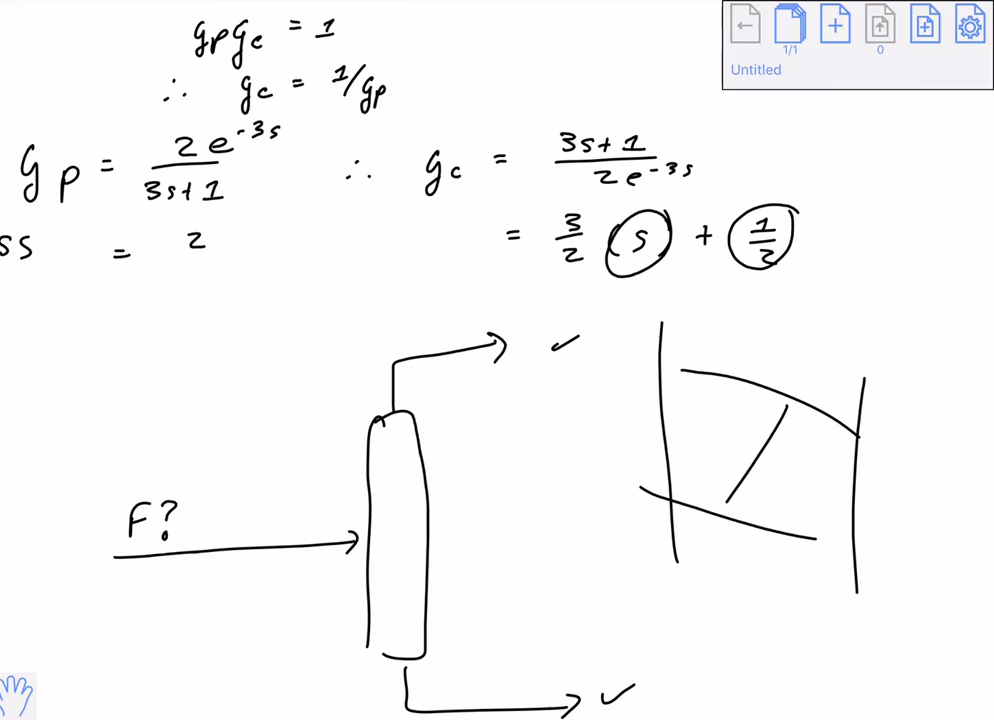 gpgc = 1
∴ gc = 1/gp
gp = 2e^-3s / 3s+1 ∴ gc = 3s+1 / 2e^-3s
SS = 2
= 3/2 s + 1/2
F?
1/1
0
Untitled